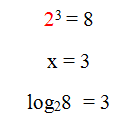 2³ = 8
x = 3
log₂8 = 3